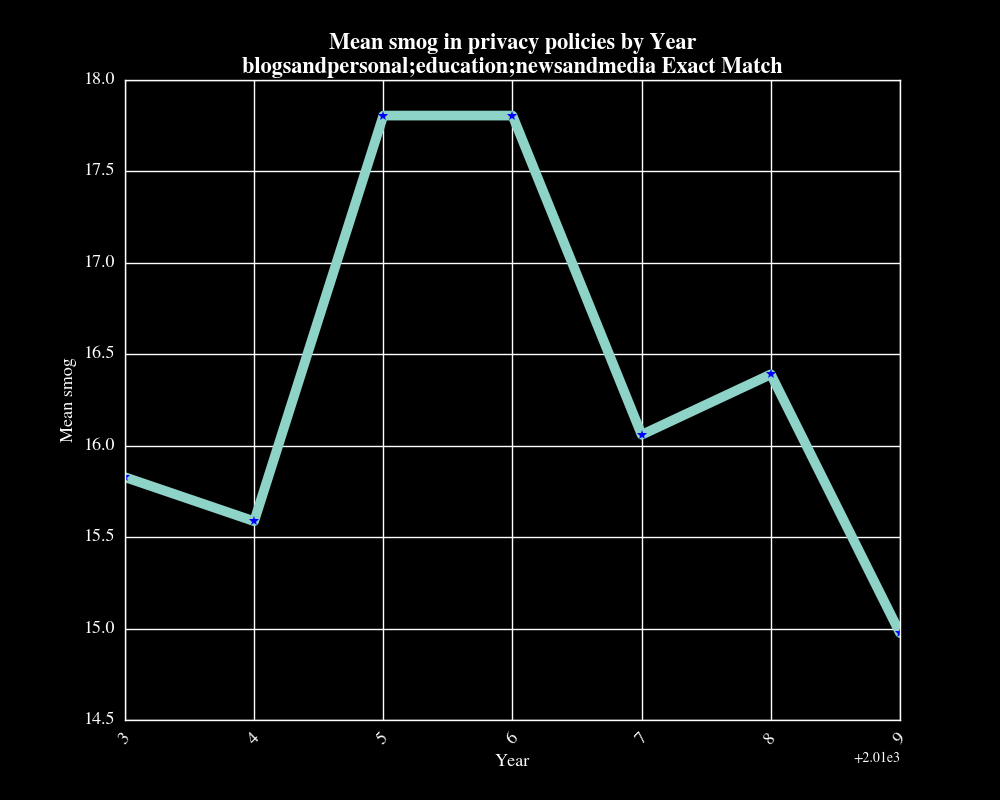 Mean smog in privacy policies by Year
blogsandpersonal;education;newsandmedia Exact Match
18.0
17.5
17.0
16.5
16.0
15.5
15.0
14.5
Mean smog
3 4 5 6 7 8 9
Year
+2.01e3